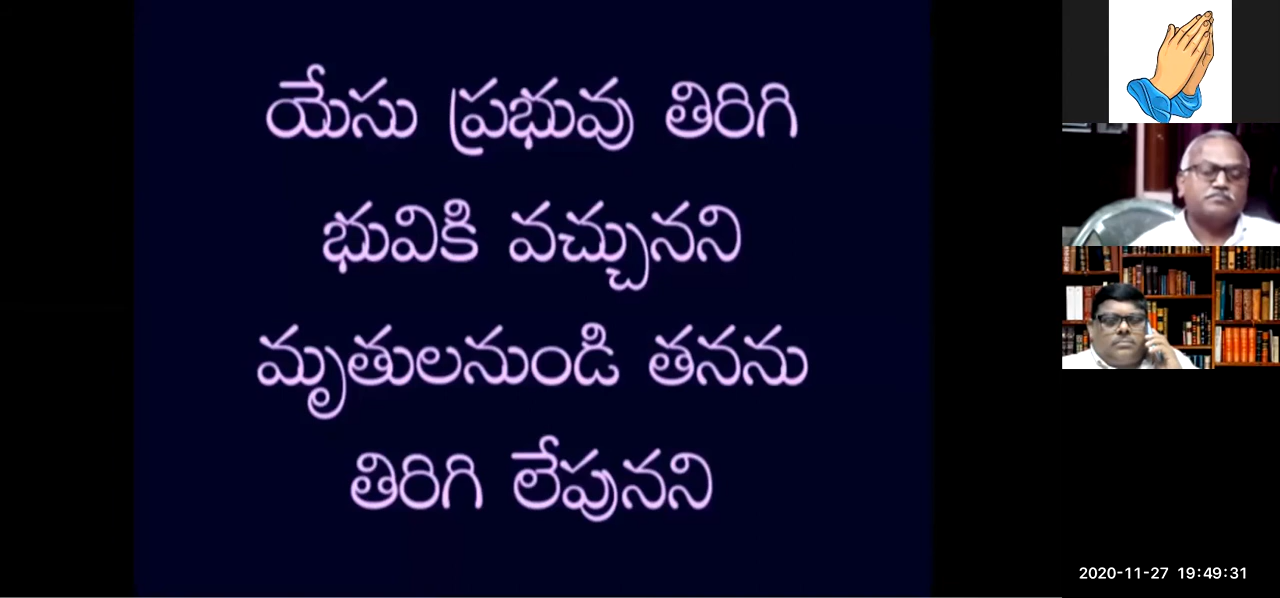 యేసు ప్రభువు తిరిగి
భువికి వచ్చునని
మృతులనుండి తనను
తిరిగి లేపునని
2020-11-27 19:49:31